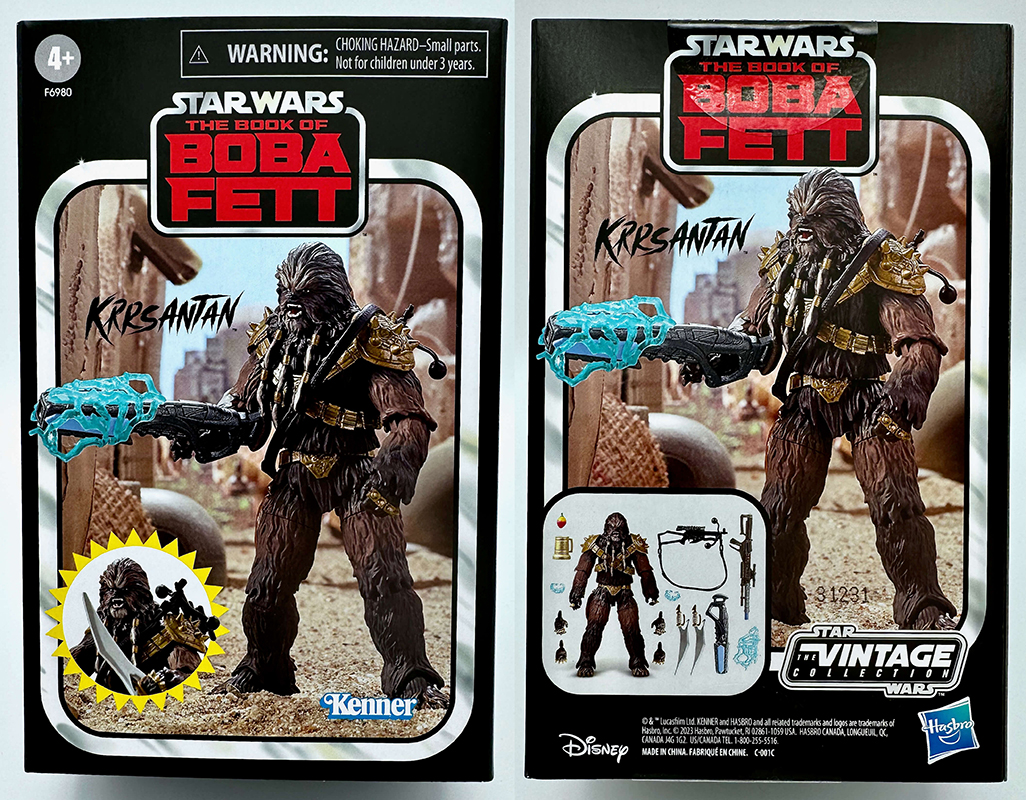 4+
F6980
WARNING: CHOKING HAZARD–Small parts.
Not for children under 3 years.
STAR WARS
THE BOOK OF
BOBA
FETT
KRRSANTAN™
Kenner
STAR WARS
THE BOOK OF
BOBA
FETT
KRRSANTAN™
31231
STAR
THE VINTAGE
COLLECTION
WARS™
Disney
© & ™ Lucasfilm Ltd. KENNER and HASBRO and all related trademarks and logos are trademarks of
Hasbro, Inc. © 2023 Hasbro, Pawtucket, RI 02861-1059 USA. HASBRO CANADA, LONGUEUIL, QC,
CANADA J4G 1G2. US/CANADA TEL. 1-800-255-5516.
MADE IN CHINA. FABRIQUÉ EN CHINE. C-001C
Hasbro